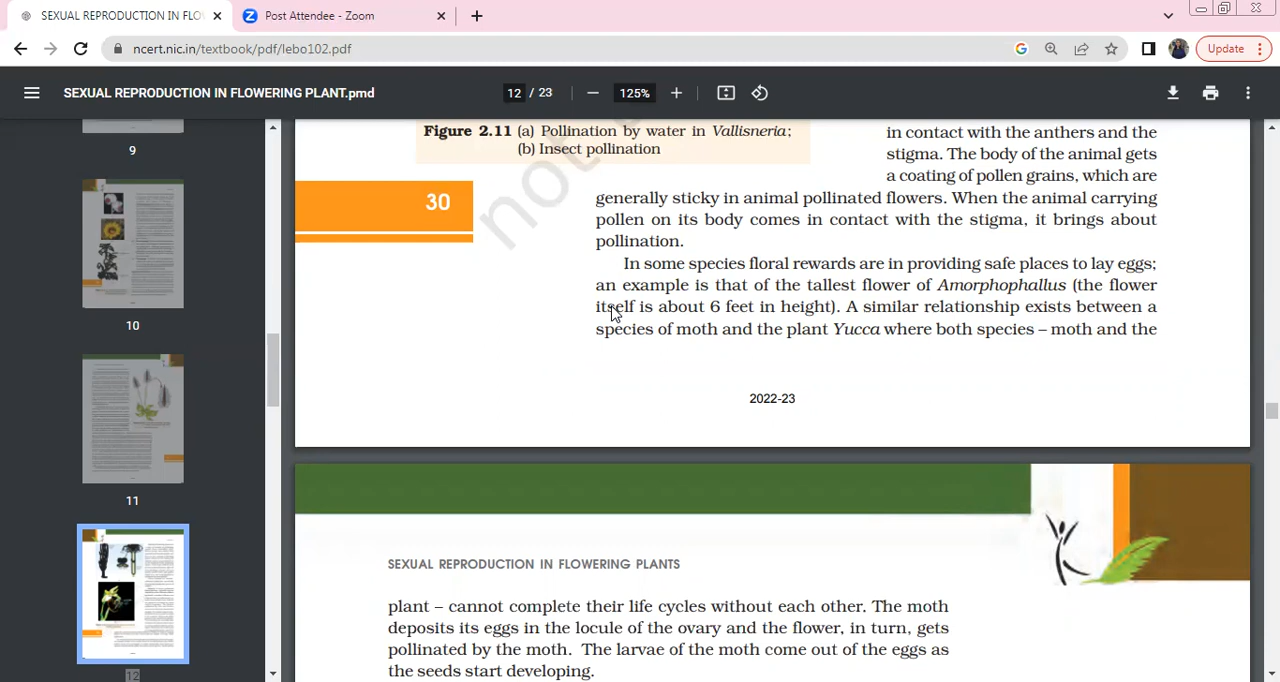 SEXUAL REPRODUCTION IN FLO
Post Attendee - Zoom
ncert.nic.in/textbook/pdf/lebo102.pdf
Update
SEXUAL REPRODUCTION IN FLOWERING PLANT.pmd
12 / 23
125%
9
10
11
12
Figure 2.11 (a) Pollination by water in Vallisneria;
(b) Insect pollination
30
not
in contact with the anthers and the
stigma. The body of the animal gets
a coating of pollen grains, which are
generally sticky in animal pollinated flowers. When the animal carrying
pollen on its body comes in contact with the stigma, it brings about
pollination.
In some species floral rewards are in providing safe places to lay eggs;
an example is that of the tallest flower of Amorphophallus (the flower
itself is about 6 feet in height). A similar relationship exists between a
species of moth and the plant Yucca where both species – moth and the
2022-23
SEXUAL REPRODUCTION IN FLOWERING PLANTS
plant – cannot complete their life cycles without each other. The moth
deposits its eggs in the locule of the ovary and the flower, in turn, gets
pollinated by the moth. The larvae of the moth come out of the eggs as
the seeds start developing.